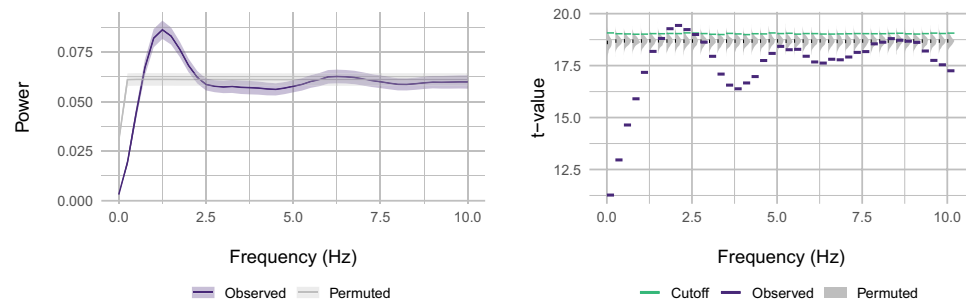 Power
0.075
0.050
0.025
0.000
0.0
2.5
5.0
7.5
10.0
Frequency (Hz)
Observed
Permuted
t−value
20.0
17.5
15.0
12.5
0.0
2.5
5.0
7.5
10.0
Frequency (Hz)
Cutoff
Observed
Permuted